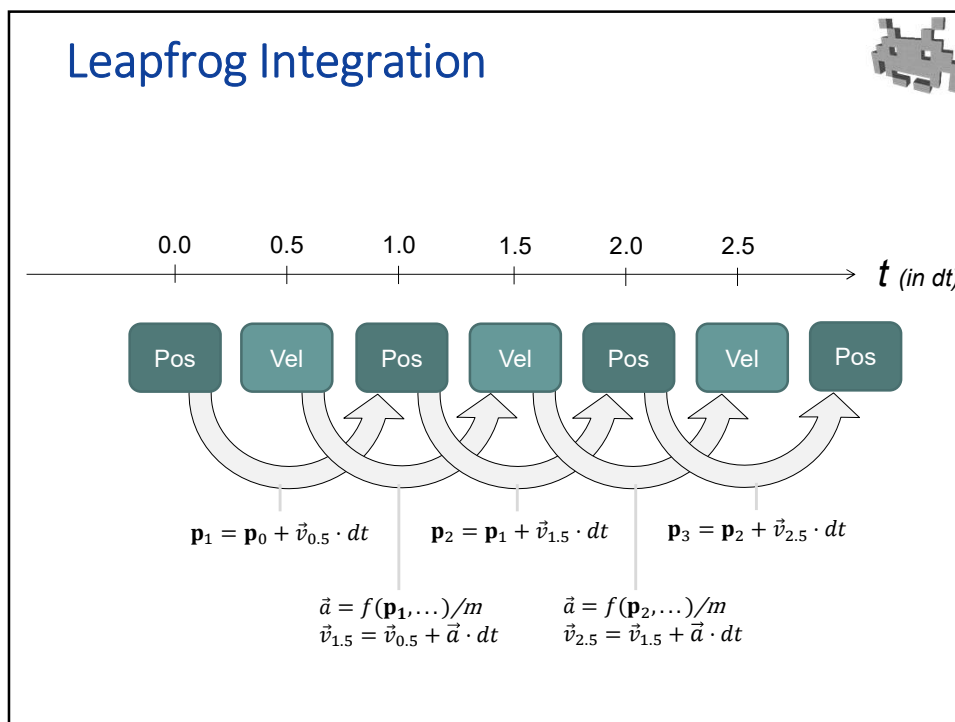 Leapfrog Integration
0.0 0.5 1.0 1.5 2.0 2.5
t (in dt)
Pos Vel Pos Vel Pos Vel Pos
𝐩₁ = 𝐩₀ + v⃗₀.₅ · dt 𝐩₂ = 𝐩₁ + v⃗₁.₅ · dt 𝐩₃ = 𝐩₂ + v⃗₂.₅ · dt
a⃗ = f(𝐩₁,...)/m a⃗ = f(𝐩₂,...)/m
v⃗₁.₅ = v⃗₀.₅ + a⃗ · dt v⃗₂.₅ = v⃗₁.₅ + a⃗ · dt